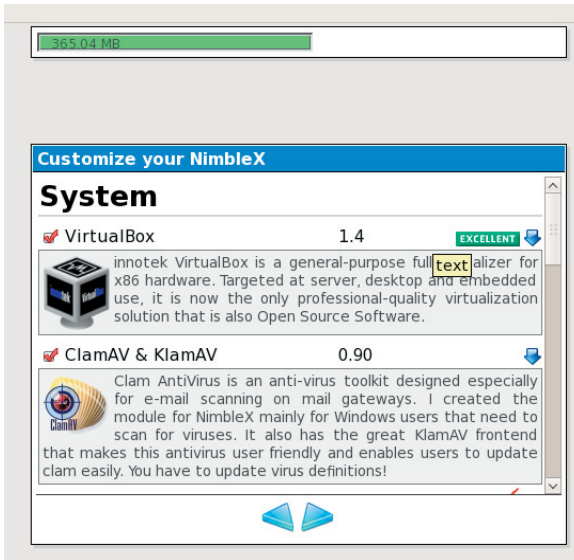 365.04 MB
Customize your NimbleX
System
VirtualBox 1.4 EXCELLENT
innotek VirtualBox is a general-purpose full alizer for
text
x86 hardware. Targeted at server, desktop and embedded
use, it is now the only professional-quality virtualization
solution that is also Open Source Software.
innotek VirtualBox
ClamAV & KlamAV 0.90
Clam AntiVirus is an anti-virus toolkit designed especially
for e-mail scanning on mail gateways. I created the
module for NimbleX mainly for Windows users that need to
scan for viruses. It also has the great KlamAV frontend
that makes this antivirus user friendly and enables users to update
clam easily. You have to update virus definitions!
ClamAV